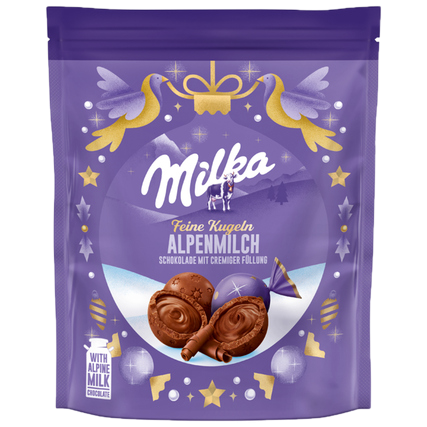 Milka
Feine Kugeln
ALPENMILCH
SCHOKOLADE MIT CREMIGER FÜLLUNG
WITH
ALPINE
MILK
CHOCOLATE